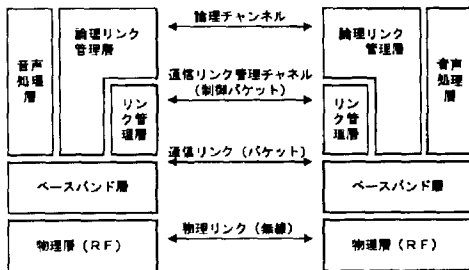 音声
処理
層
論理リンク
管理層
リン
ク管
理層
ベースバンド層
物理層(RF)
論理チャンネル
通信リンク管理チャネル
(制御パケット)
通信リンク(パケット)
物理リンク(無線)
論理リンク
管理層
リン
ク管
理層
音声
処理
層
ベースバンド層
物理層(RF)